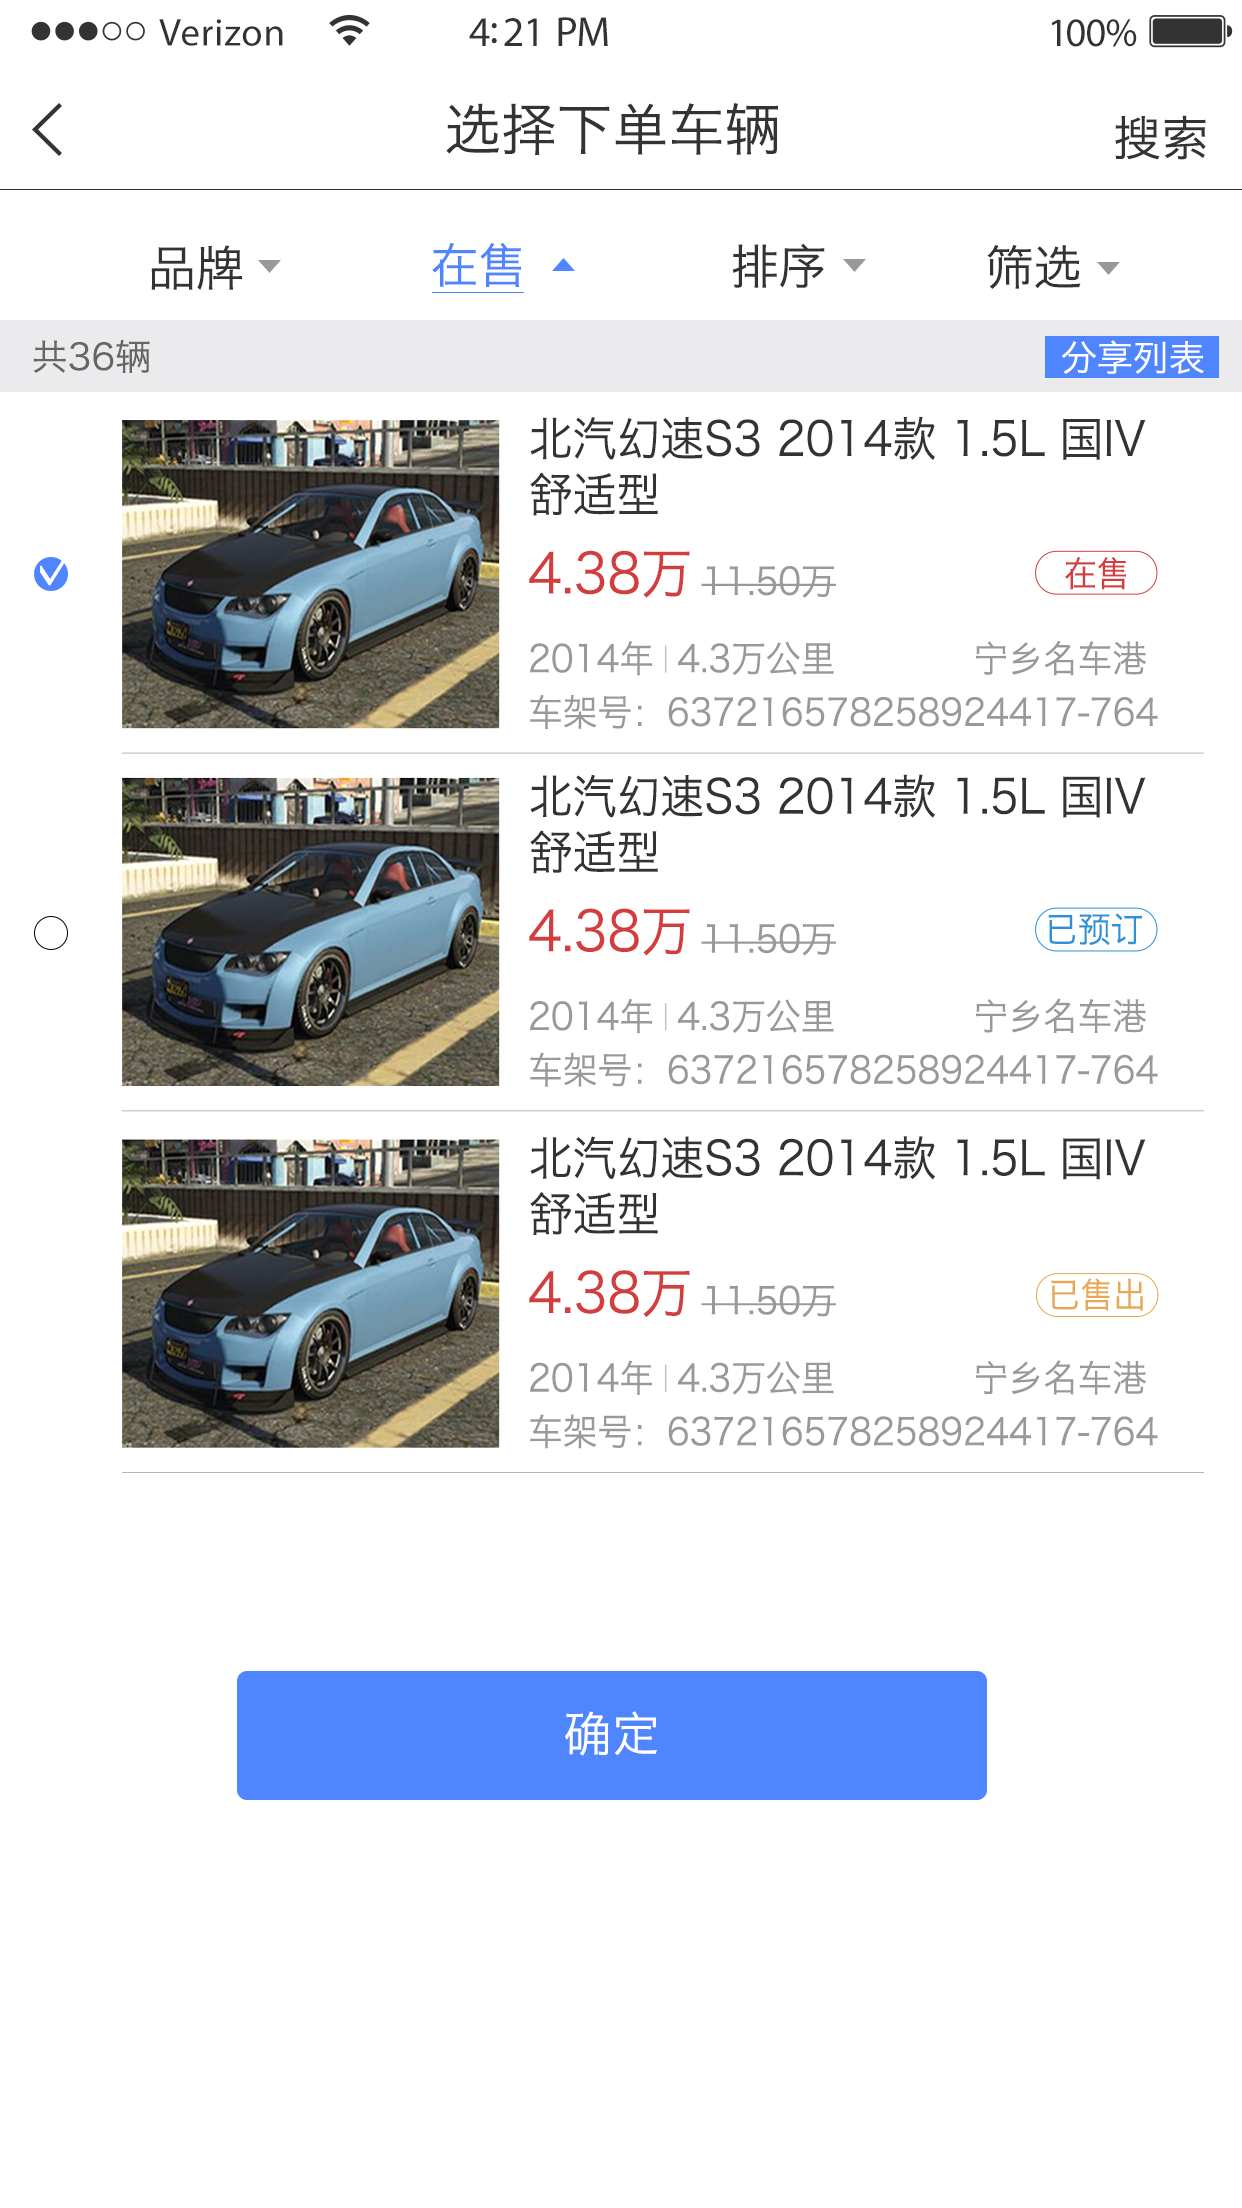 Verizon 4:21 PM 100%
选择下单车辆 搜索
品牌 在售 排序 筛选
共36辆 分享列表
北汽幻速S3 2014款 1.5L 国IV
舒适型
4.38万 11.50万 在售
2014年 4.3万公里 宁乡名车港
车架号：637216578258924417-764
北汽幻速S3 2014款 1.5L 国IV
舒适型
4.38万 11.50万 已预订
2014年 4.3万公里 宁乡名车港
车架号：637216578258924417-764
北汽幻速S3 2014款 1.5L 国IV
舒适型
4.38万 11.50万 已售出
2014年 4.3万公里 宁乡名车港
车架号：637216578258924417-764
确定